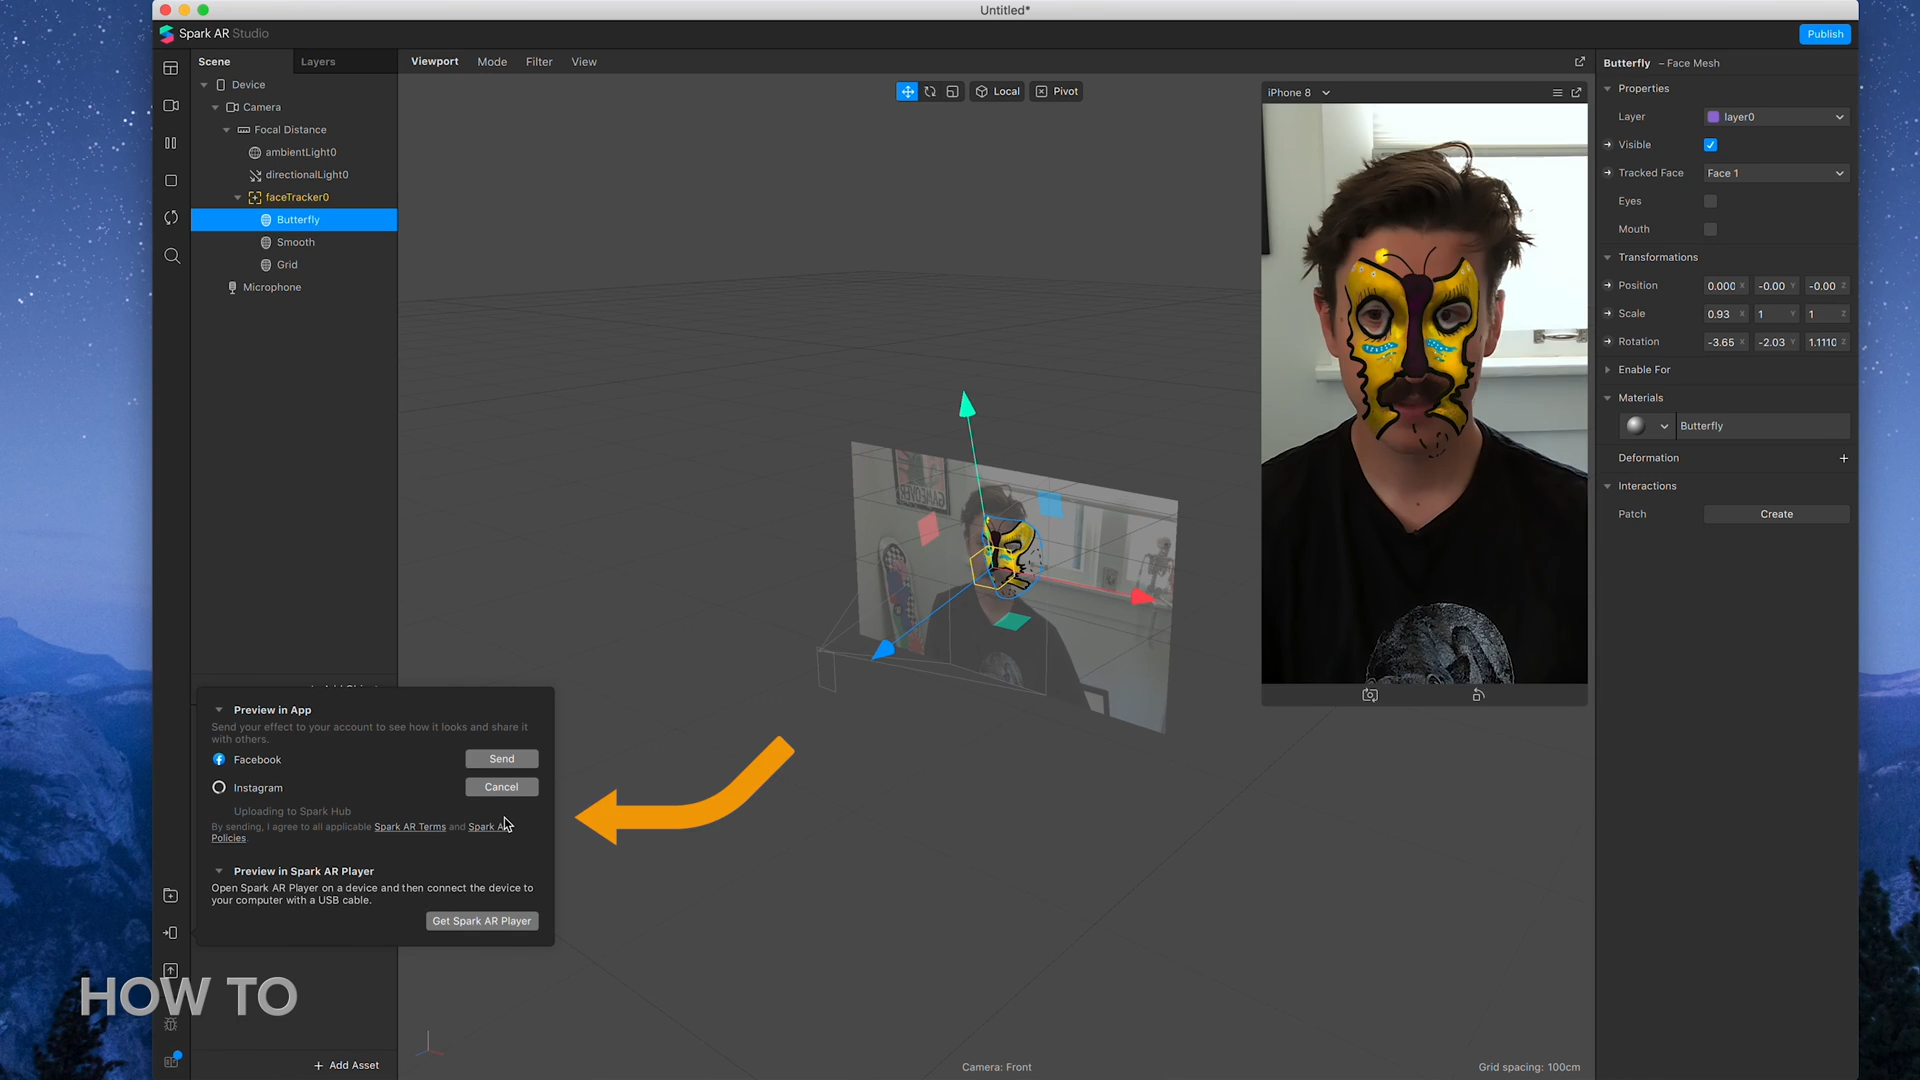 Untitled*
Spark AR Studio
Publish
Scene
Layers
Viewport Mode Filter View
Butterfly – Face Mesh
Device
Camera
Focal Distance
ambientLight0
directionalLight0
faceTracker0
Butterfly
Smooth
Grid
Microphone
Local
Pivot
iPhone 8
Properties
Layer layer0
Visible
Tracked Face Face 1
Eyes
Mouth
Transformations
Position 0.000 X -0.00 Y -0.00 Z
Scale 0.93 X 1 Y 1 Z
Rotation -3.65 X -2.03 Y 1.111 Z
Enable For
Materials
Butterfly
Deformation +
Interactions
Patch Create
GAMEOVER
Preview in App
Send your effect to your account to see how it looks and share it
with others.
Facebook Send
Instagram Cancel
Uploading to Spark Hub
By sending, I agree to all applicable Spark AR Terms and Spark A
Policies.
Preview in Spark AR Player
Open Spark AR Player on a device and then connect the device to
your computer with a USB cable.
Get Spark AR Player
HOW TO
+ Add Asset
Camera: Front
Grid spacing: 100cm